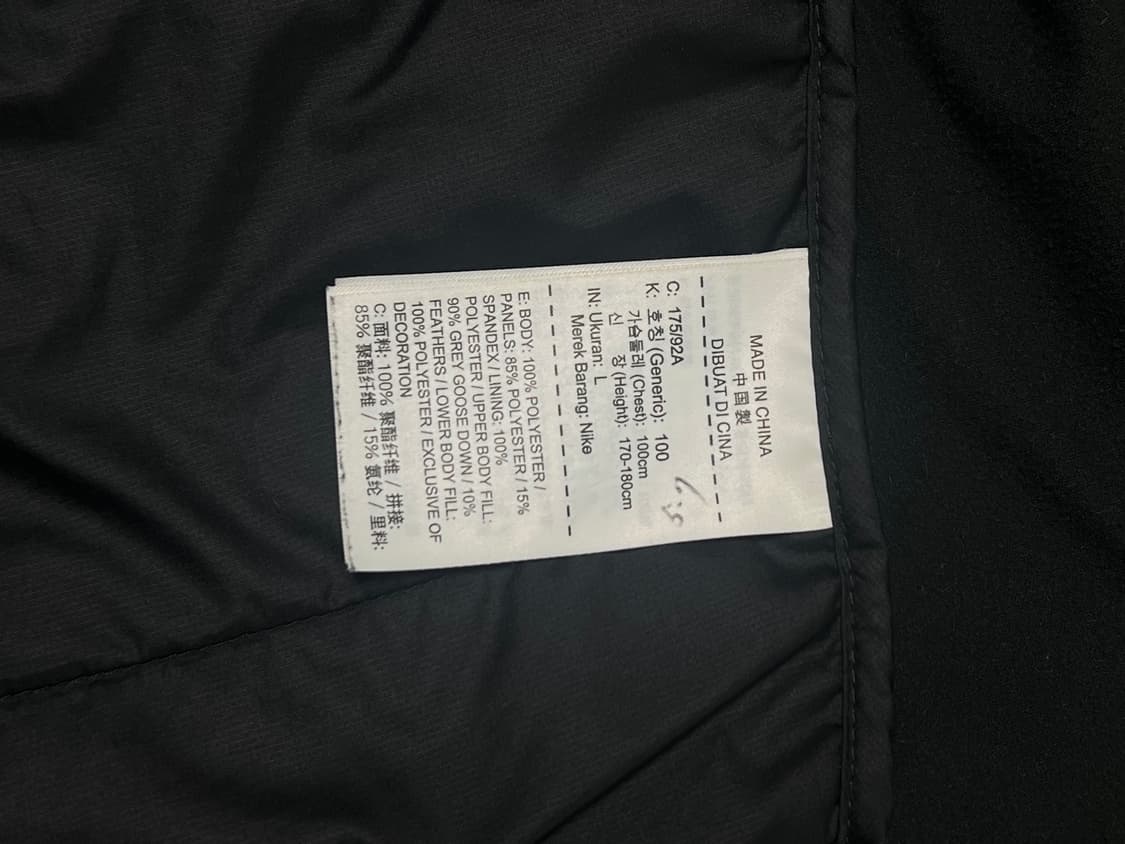 MADE IN CHINA
中国製
DIBUAT DI CINA
C: 175/92A
K: 호칭 (Generic): 100
가슴둘레 (Chest): 100cm
신 장 (Height): 170-180cm
IN: Ukuran: L
Merek Barang: Nike
E: BODY: 100% POLYESTER /
PANELS: 85% POLYESTER / 15%
SPANDEX / LINING: 100%
POLYESTER / UPPER BODY FILL:
90% GREY GOOSE DOWN / 10%
FEATHERS / LOWER BODY FILL:
100% POLYESTER / EXCLUSIVE OF
DECORATION
C: 面料: 100% 聚酯纤维 / 拼接:
85% 聚酯纤维 / 15% 氨纶 / 里料: